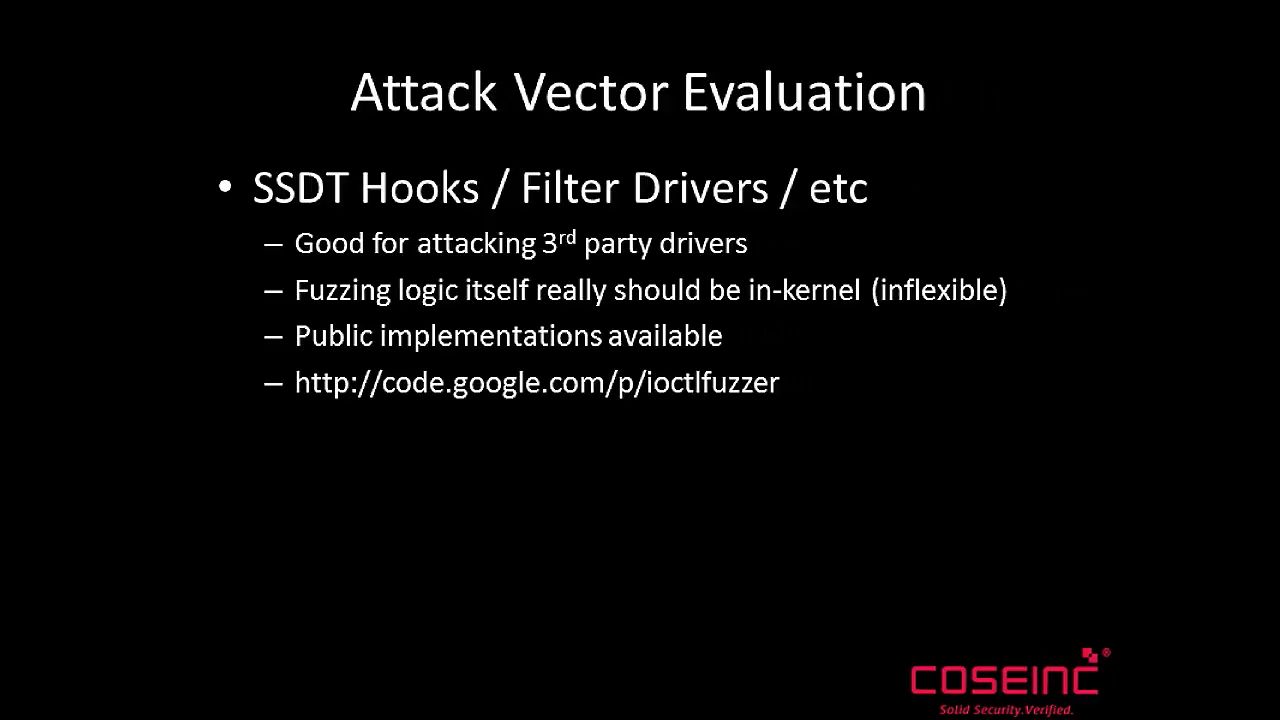 Attack Vector Evaluation
• SSDT Hooks / Filter Drivers / etc
– Good for attacking 3rd party drivers
– Fuzzing logic itself really should be in-kernel (inflexible)
– Public implementations available
– http://code.google.com/p/ioctlfuzzer
COSEINC®
Solid Security.Verified.